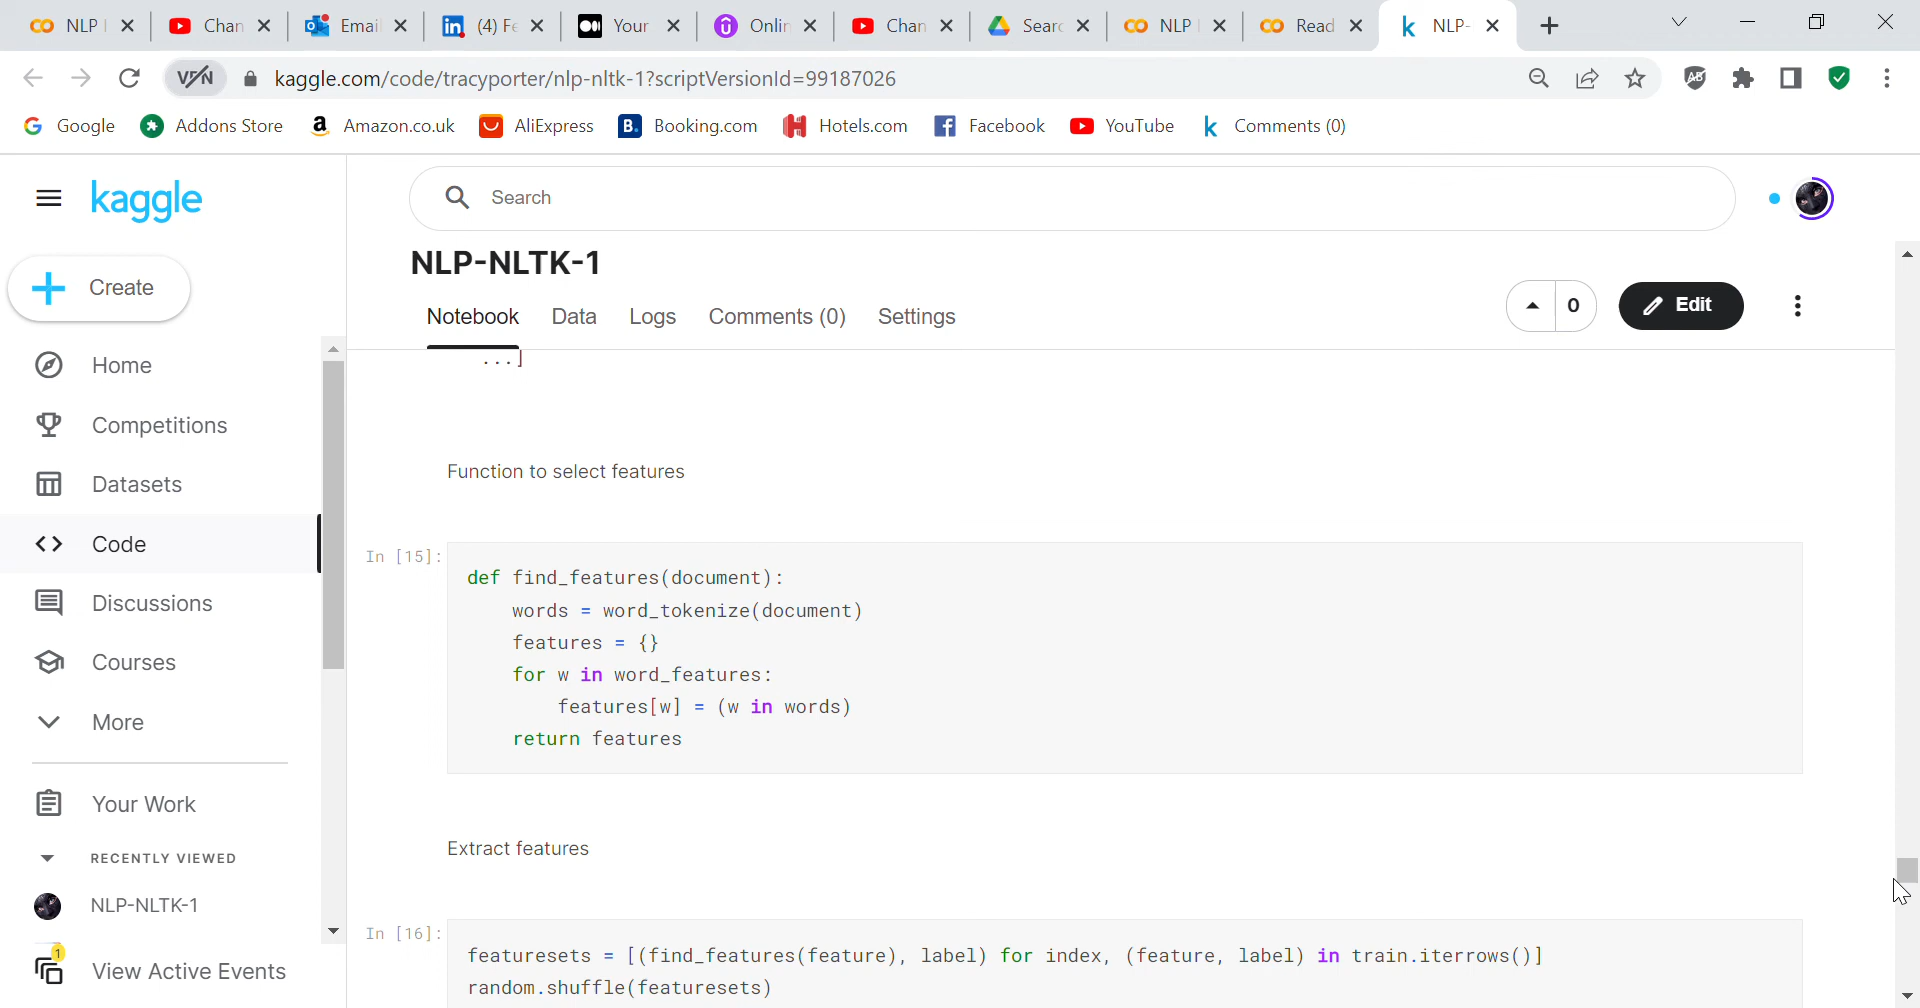 NLP
Chan
Email
(4) Fe
Your
Onlin
Chan
Searc
NLP
Read
NLP-
VPN
kaggle.com/code/tracyporter/nlp-nltk-1?scriptVersionId=99187026
Google
Addons Store
Amazon.co.uk
AliExpress
B.
Booking.com
Hotels.com
Facebook
YouTube
Comments (0)
kaggle
Search
Create
NLP-NLTK-1
Notebook
Data
Logs
Comments (0)
Settings
0
Edit
Home
Competitions
Datasets
Code
Discussions
Courses
More
Your Work
RECENTLY VIEWED
NLP-NLTK-1
1
View Active Events
...]
Function to select features
In [15]:
def find_features(document):
words = word_tokenize(document)
features = {}
for w in word_features:
features[w] = (w in words)
return features
Extract features
In [16]:
featuresets = [(find_features(feature), label) for index, (feature, label) in train.iterrows()]
random.shuffle(featuresets)